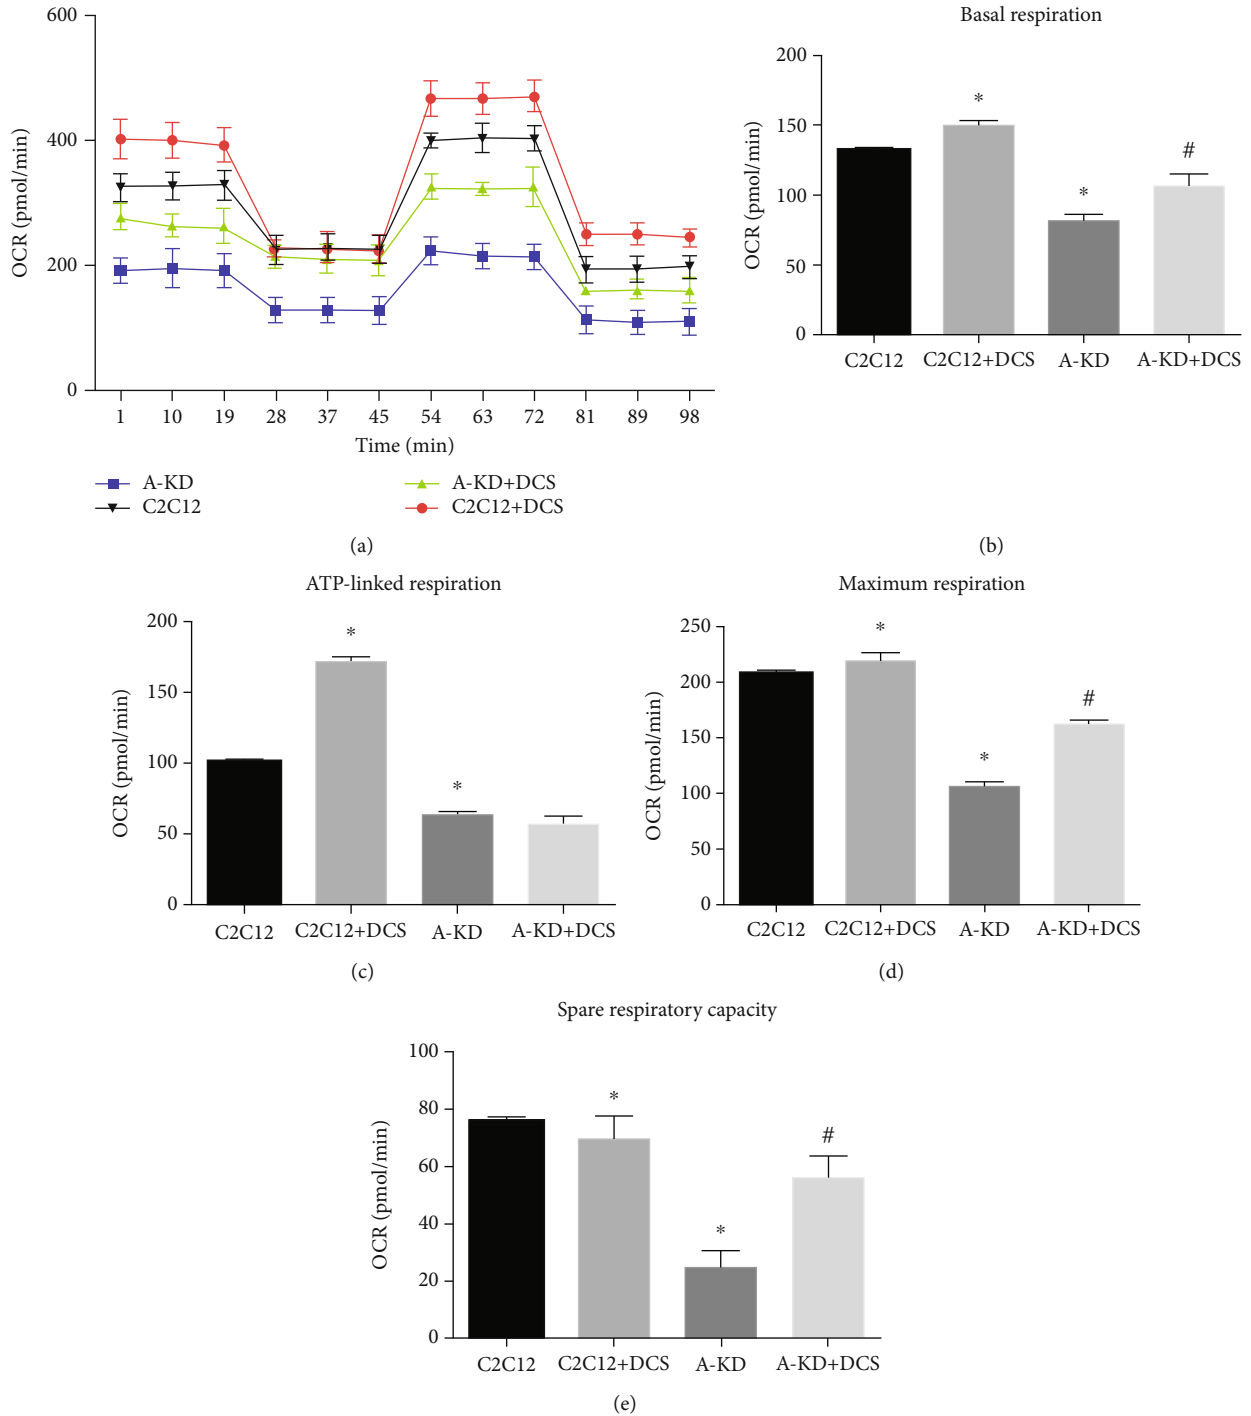 600
400
200
0
OCR (pmol/min)
1 10 19 28 37 45 54 63 72 81 89 98
Time (min)
A-KD A-KD+DCS
C2C12 C2C12+DCS
(a)
Basal respiration
200
150
100
50
0
OCR (pmol/min)
* * #
C2C12 C2C12+DCS A-KD A-KD+DCS
(b)
ATP-linked respiration
200
150
100
50
0
OCR (pmol/min)
* *
C2C12 C2C12+DCS A-KD A-KD+DCS
(c)
Maximum respiration
250
200
150
100
50
0
OCR (pmol/min)
* * #
C2C12 C2C12+DCS A-KD A-KD+DCS
(d)
Spare respiratory capacity
100
80
60
40
20
0
OCR (pmol/min)
* * #
C2C12 C2C12+DCS A-KD A-KD+DCS
(e)